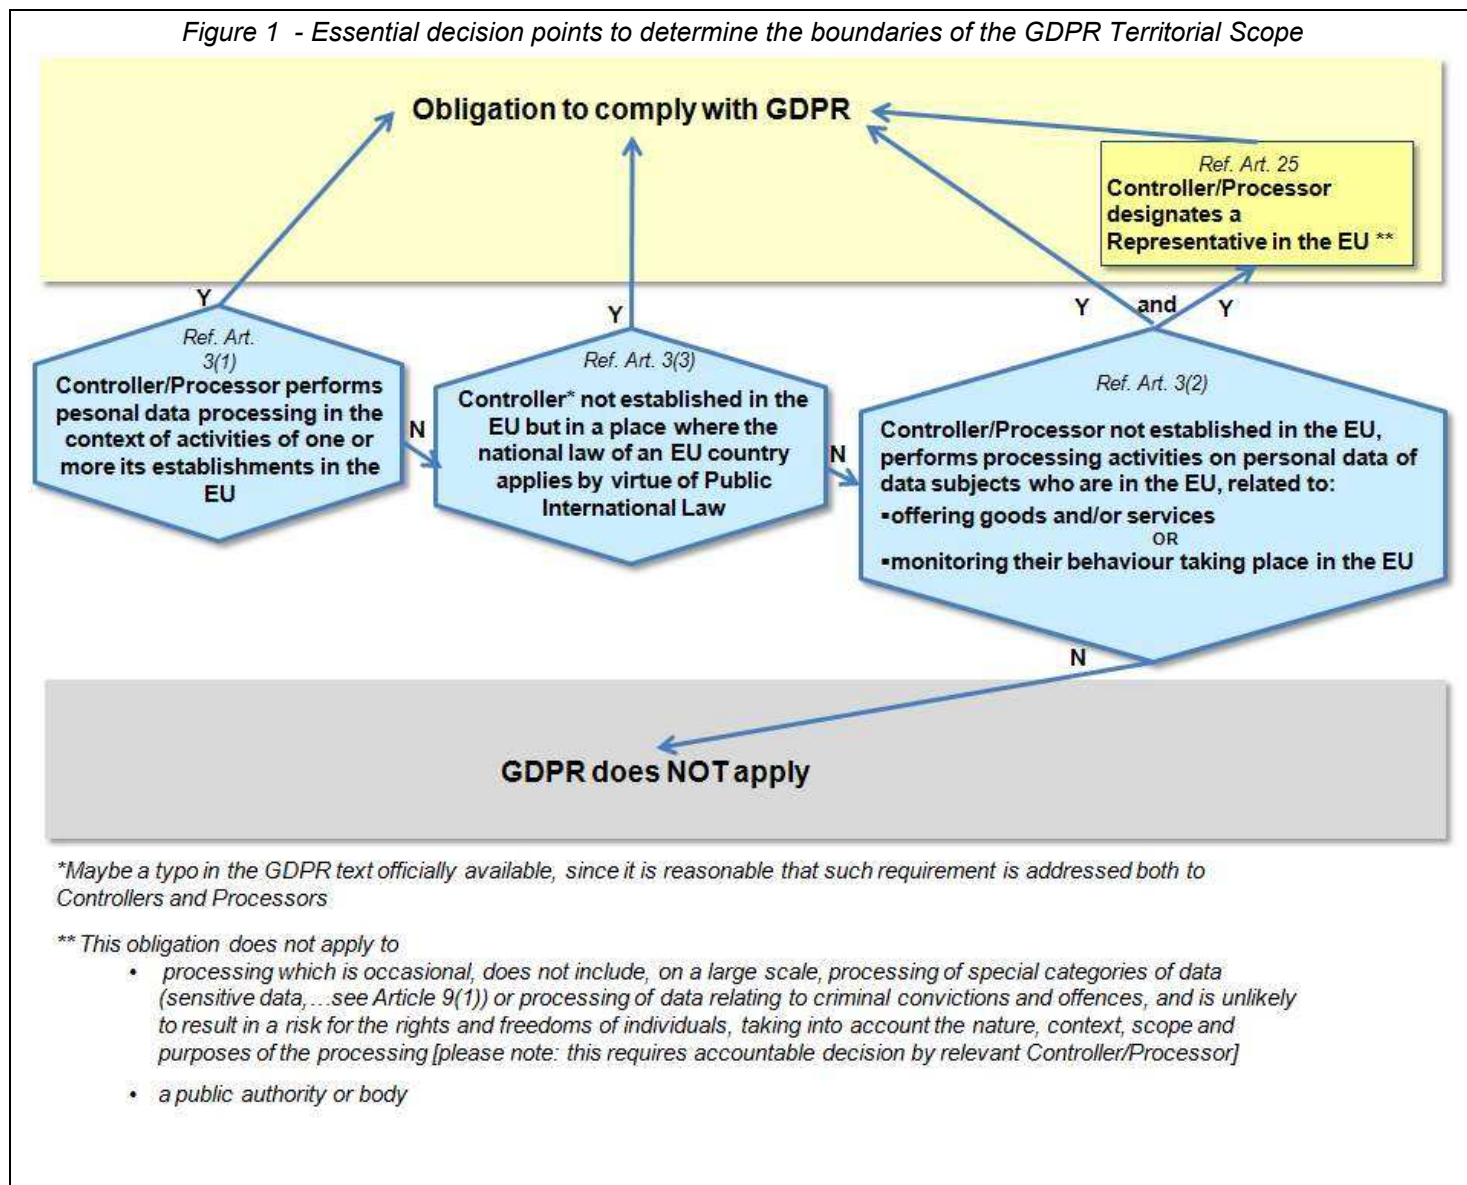 Figure 1 - Essential decision points to determine the boundaries of the GDPR Territorial Scope
Obligation to comply with GDPR
Ref. Art. 25
Controller/Processor
designates a
Representative in the EU **
Y
Y
Y
and
Y
Ref. Art.
3(1)
Controller/Processor performs
pesonal data processing in the
context of activities of one or
more its establishments in the
EU
N
Ref. Art. 3(3)
Controller* not established in the
EU but in a place where the
national law of an EU country
applies by virtue of Public
International Law
N
Ref. Art. 3(2)
Controller/Processor not established in the EU,
performs processing activities on personal data of
data subjects who are in the EU, related to:
▪offering goods and/or services
OR
▪monitoring their behaviour taking place in the EU
N
GDPR does NOT apply
*Maybe a typo in the GDPR text officially available, since it is reasonable that such requirement is addressed both to
Controllers and Processors
** This obligation does not apply to
• processing which is occasional, does not include, on a large scale, processing of special categories of data
(sensitive data,…see Article 9(1)) or processing of data relating to criminal convictions and offences, and is unlikely
to result in a risk for the rights and freedoms of individuals, taking into account the nature, context, scope and
purposes of the processing [please note: this requires accountable decision by relevant Controller/Processor]
• a public authority or body